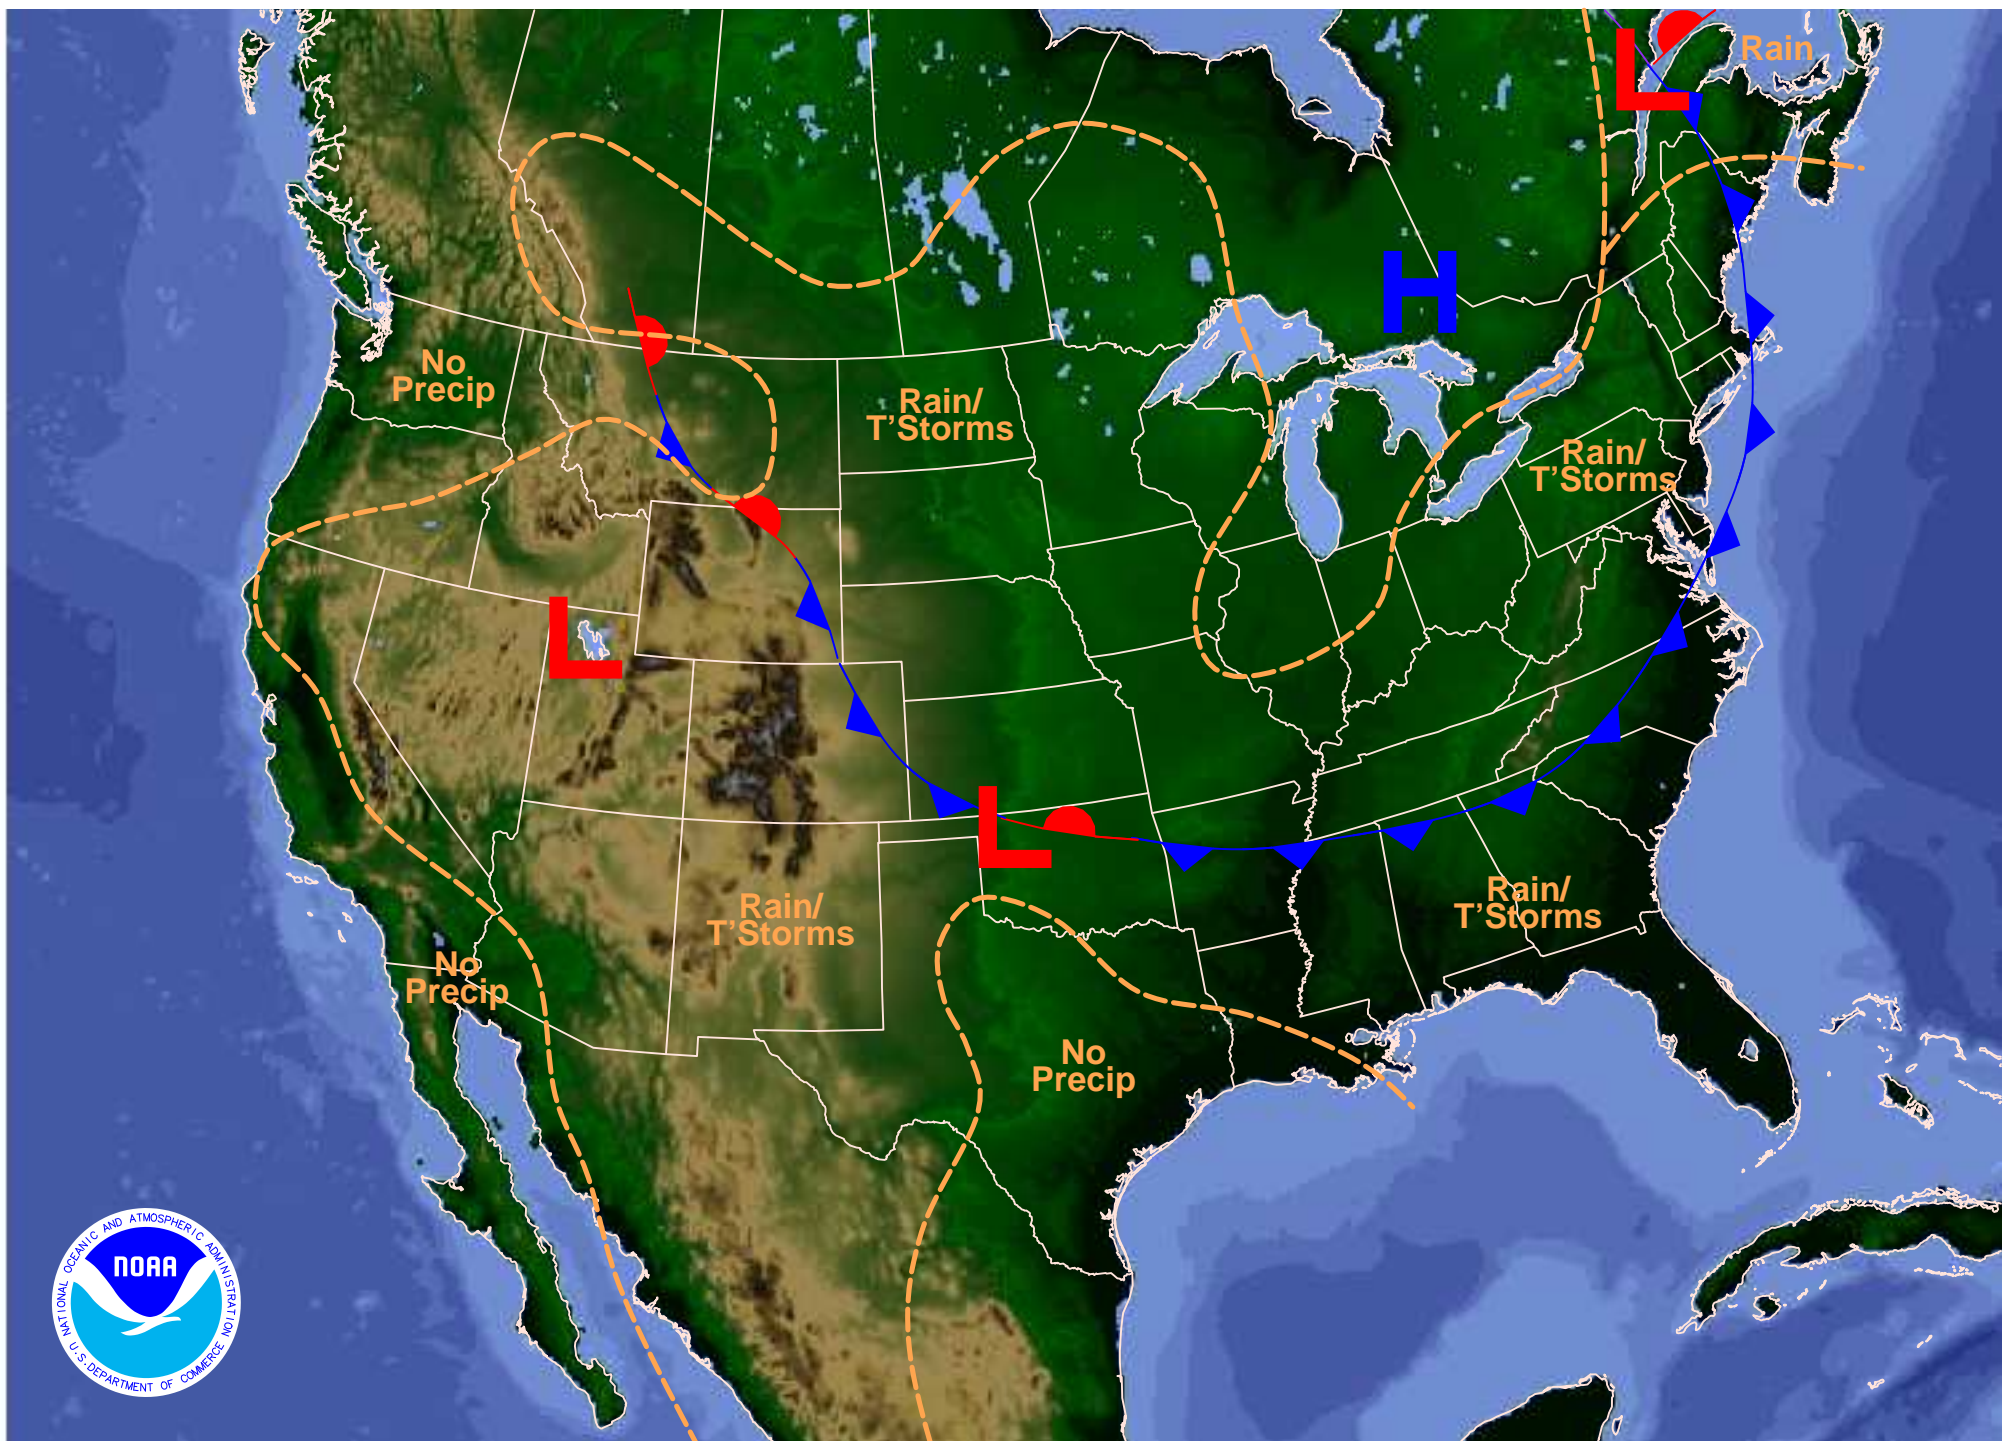 L
Rain
H
No
Precip
Rain/
T'Storms
Rain/
T'Storms
L
L
Rain/
T'Storms
Rain/
T'Storms
No
Precip
No
Precip
NATIONAL OCEANIC AND ATMOSPHERIC ADMINISTRATION
NOAA
U.S. DEPARTMENT OF COMMERCE